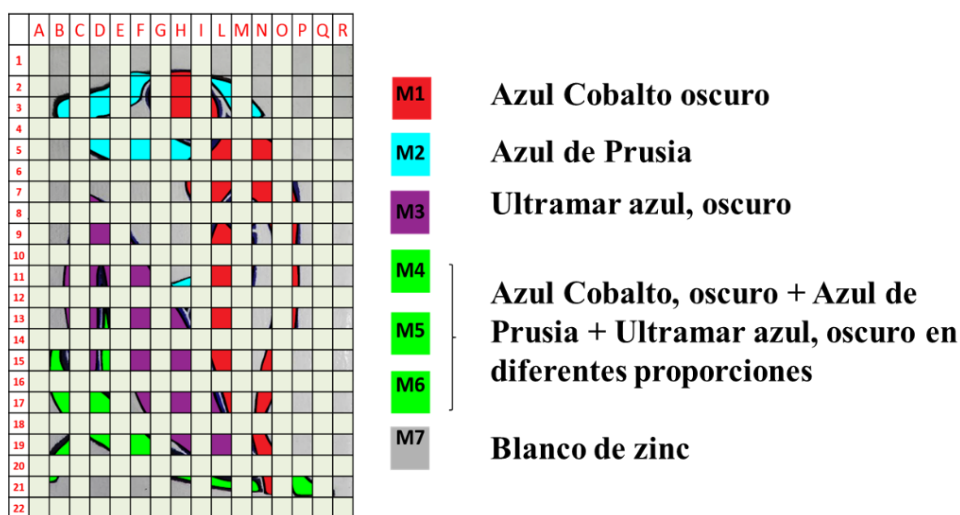 A B C D E F G H I L M N O P Q R
1
2
3
4
5
6
7
8
9
10
11
12
13
14
15
16
17
18
19
20
21
22
M1 Azul Cobalto oscuro
M2 Azul de Prusia
M3 Ultramar azul, oscuro
M4
M5
M6
Azul Cobalto, oscuro + Azul de
Prusia + Ultramar azul, oscuro en
diferentes proporciones
M7 Blanco de zinc